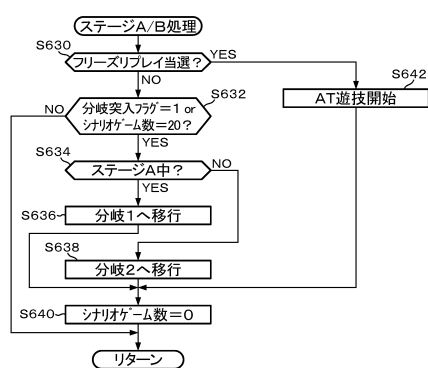 ステージA/B処理
S630
フリーズリプレイ当選?
YES
NO
S642
AT遊技開始
S632
NO
分岐突入フラグ=1 or
シナリオゲーム数=20?
YES
S634
ステージA中?
NO
YES
S636
分岐1へ移行
S638
分岐2へ移行
S640
シナリオゲーム数=0
リターン